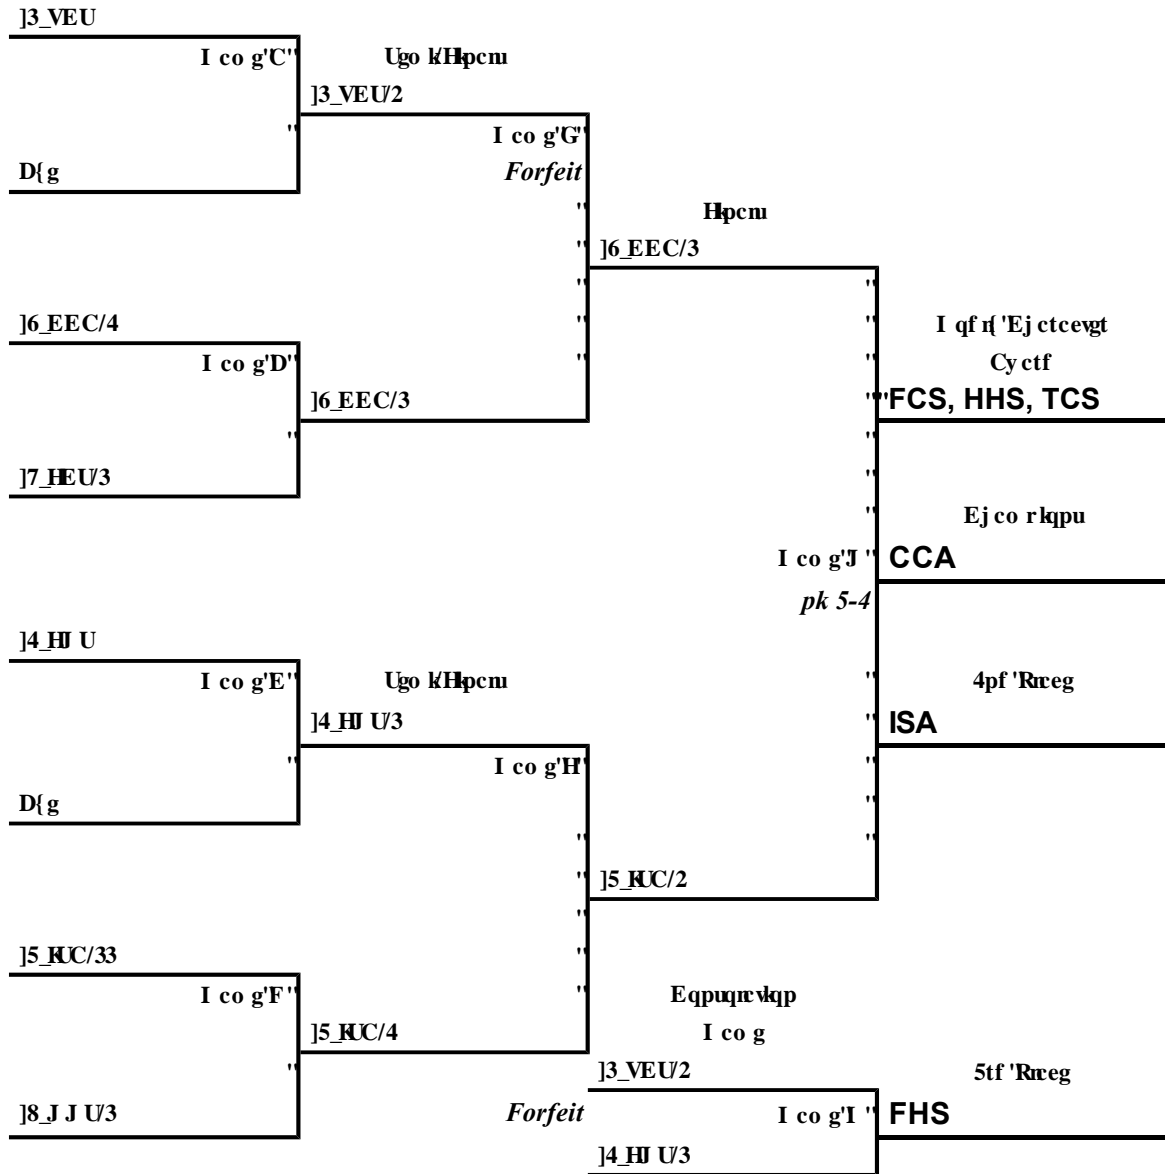 ]3_VEU
I co g'C"
Ugo k/Hkpcnu
]3_VEU/2
"
I co g'G"
D{g
Forfeit
Hkpcnu
]6_EEC/3
]6_EEC/4
I co g'D"
]6_EEC/3
"
]7_HEU/3
I qf n{ 'Ej ctcevgt
Cy ctf
FCS, HHS, TCS
Ej co r kqpu
I co g'J "
CCA
pk 5-4
]4_HJ U
I co g'E"
Ugo k/Hkpcnu
]4_HJ U/3
"
I co g'H"
D{g
4pf 'Rnceg
ISA
]5_KUC/2
]5_KUC/33
I co g'F"
]5_KUC/4
"
]8_J J U/3
Eqpuqncvkqp
I co g
]3_VEU/2
Forfeit
I co g'I "
]4_HJ U/3
5tf 'Rnceg
FHS